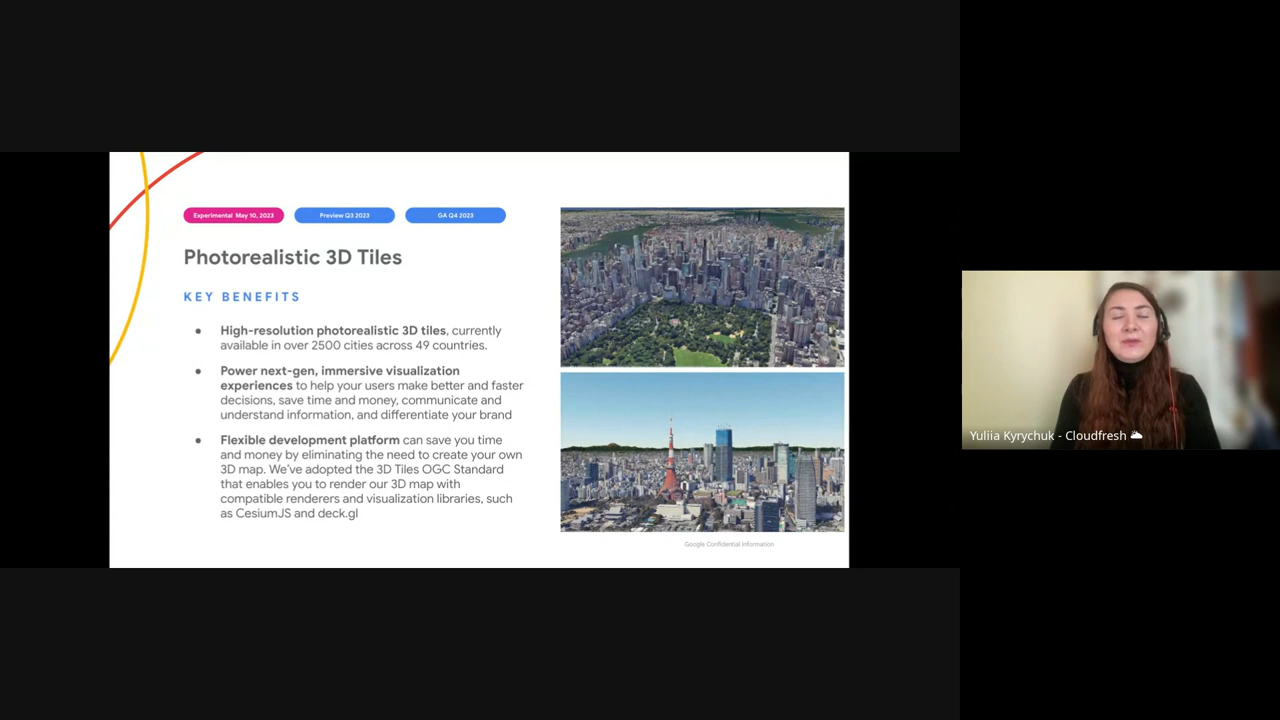 Experimental May 10, 2023
Preview Q3 2023
GA Q4 2023
Photorealistic 3D Tiles
KEY BENEFITS
● High-resolution photorealistic 3D tiles, currently
available in over 2500 cities across 49 countries.
● Power next-gen, immersive visualization
experiences to help your users make better and faster
decisions, save time and money, communicate and
understand information, and differentiate your brand
● Flexible development platform can save you time
and money by eliminating the need to create your own
3D map. We've adopted the 3D Tiles OGC Standard
that enables you to render our 3D map with
compatible renderers and visualization libraries, such
as CesiumJS and deck.gl
Google Confidential Information
Yuliia Kyrychuk - Cloudfresh 🌥